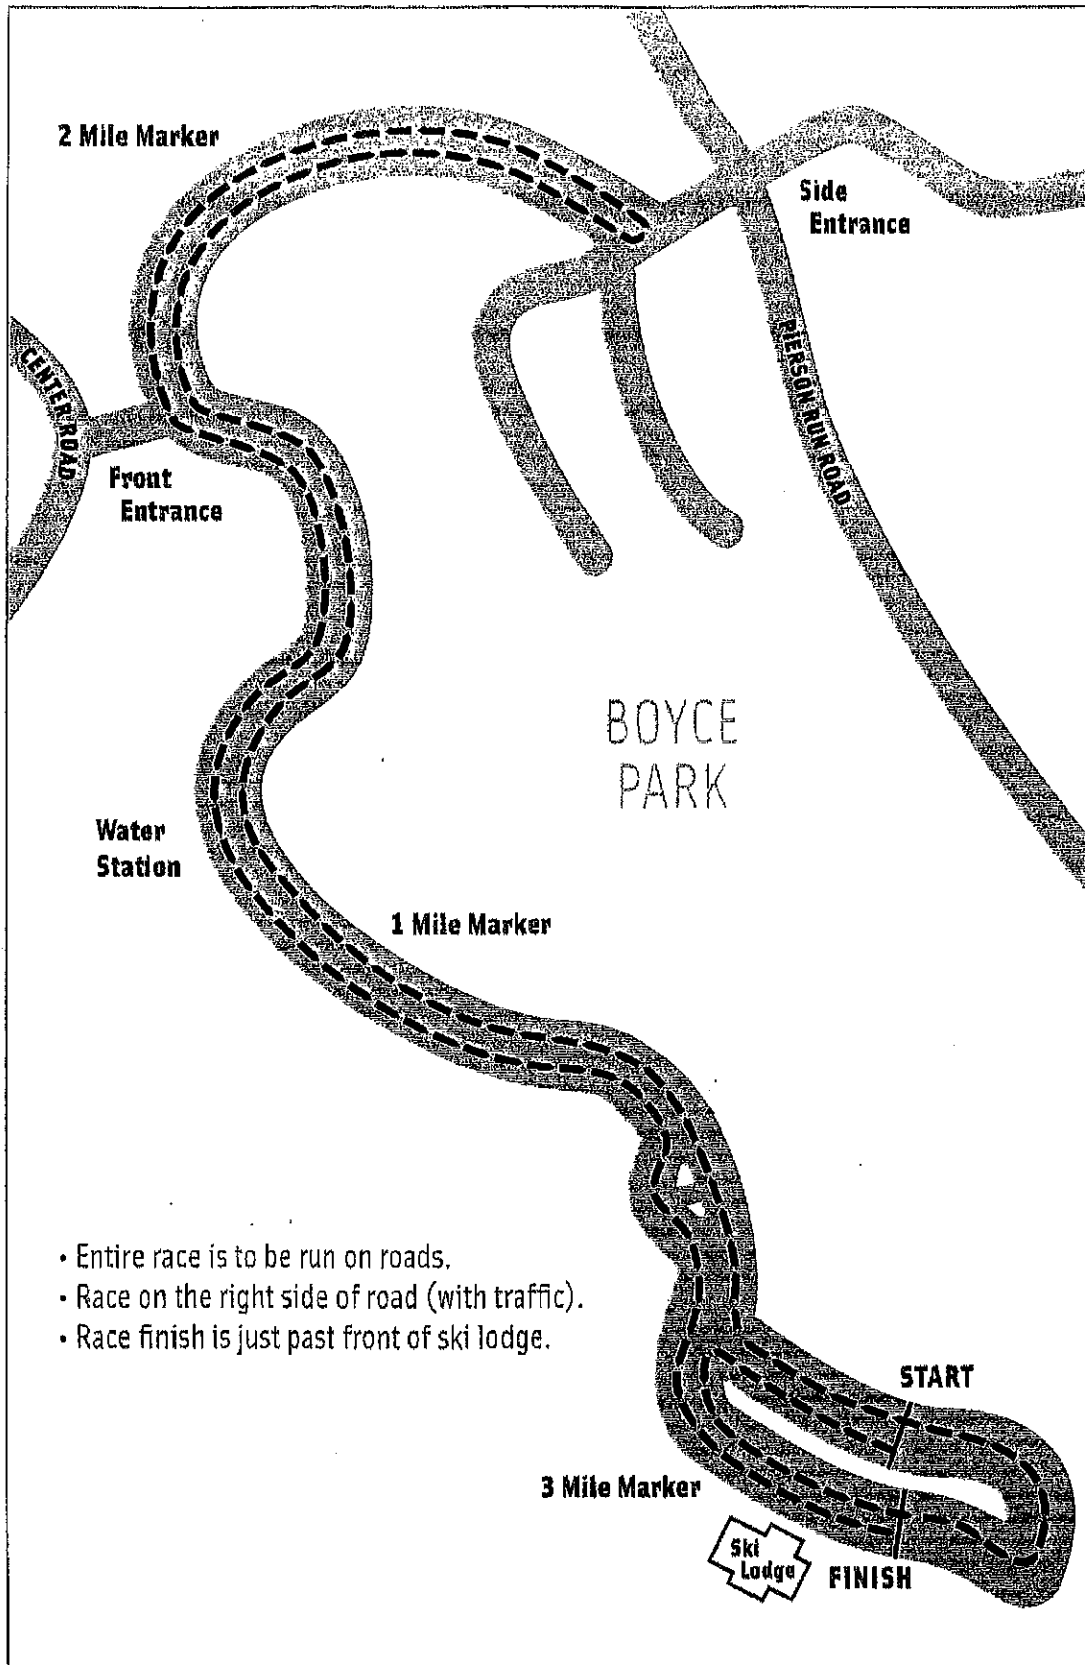 2 Mile Marker
Side
Entrance
CENTER ROAD
PIERSON RUN ROAD
Front
Entrance
BOYCE
PARK
Water
Station
1 Mile Marker
• Entire race is to be run on roads.
• Race on the right side of road (with traffic).
• Race finish is just past front of ski lodge.
START
3 Mile Marker
Ski
Lodge
FINISH